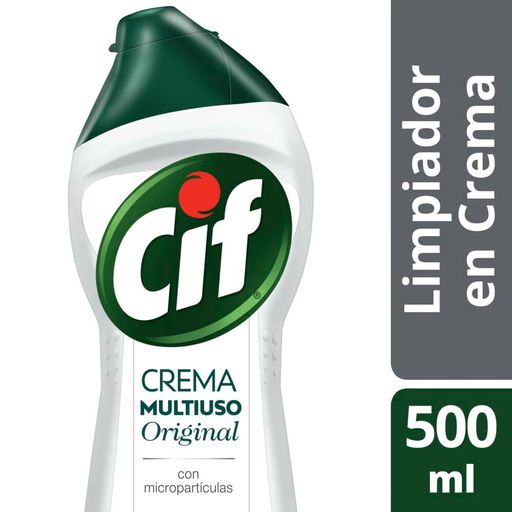 Cif
®
CREMA
MULTIUSO
Original
con
micropartículas
Limpiador
en Crema
500
ml